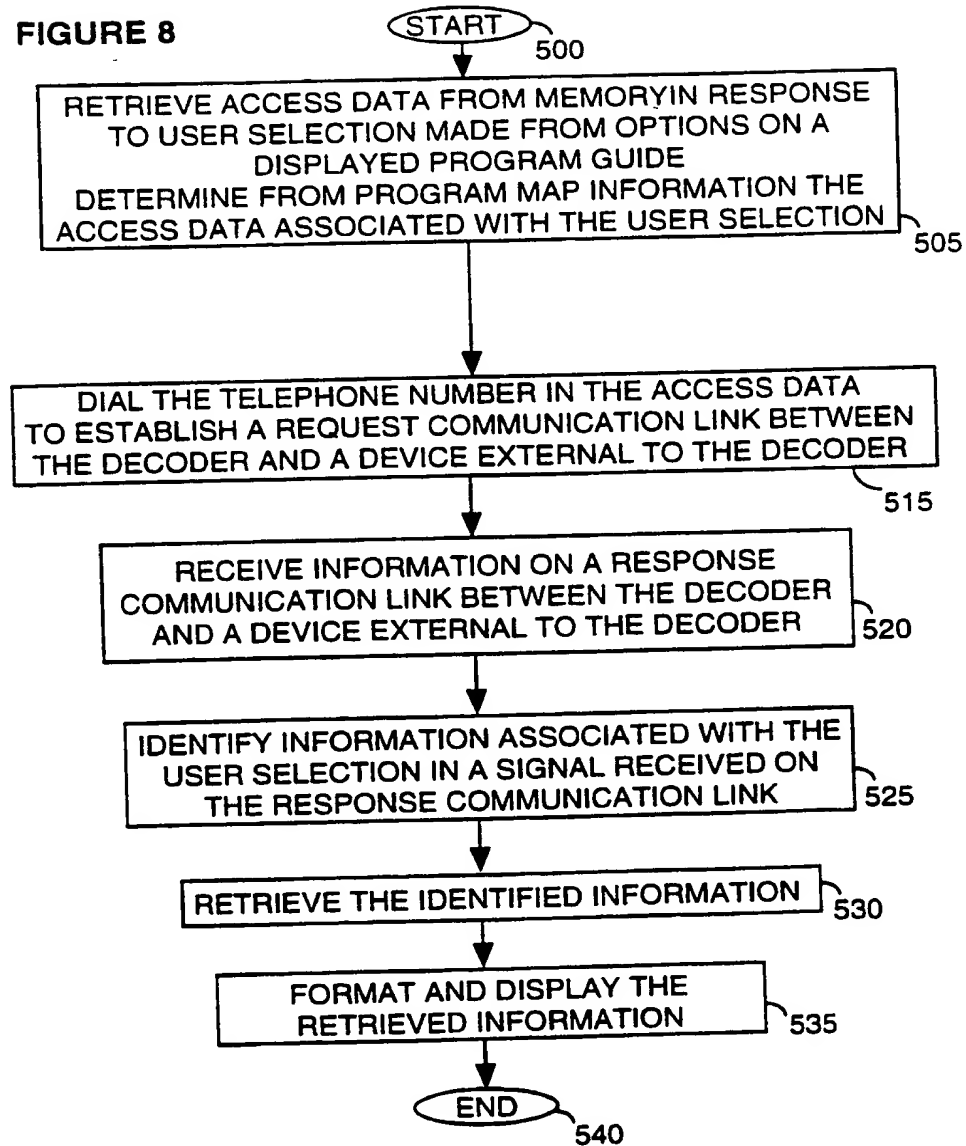 FIGURE 8
START
500
RETRIEVE ACCESS DATA FROM MEMORYIN RESPONSE
TO USER SELECTION MADE FROM OPTIONS ON A
DISPLAYED PROGRAM GUIDE
DETERMINE FROM PROGRAM MAP INFORMATION THE
ACCESS DATA ASSOCIATED WITH THE USER SELECTION
505
DIAL THE TELEPHONE NUMBER IN THE ACCESS DATA
TO ESTABLISH A REQUEST COMMUNICATION LINK BETWEEN
THE DECODER AND A DEVICE EXTERNAL TO THE DECODER
515
RECEIVE INFORMATION ON A RESPONSE
COMMUNICATION LINK BETWEEN THE DECODER
AND A DEVICE EXTERNAL TO THE DECODER
520
IDENTIFY INFORMATION ASSOCIATED WITH THE
USER SELECTION IN A SIGNAL RECEIVED ON
THE RESPONSE COMMUNICATION LINK
525
RETRIEVE THE IDENTIFIED INFORMATION
530
FORMAT AND DISPLAY THE
RETRIEVED INFORMATION
535
END
540